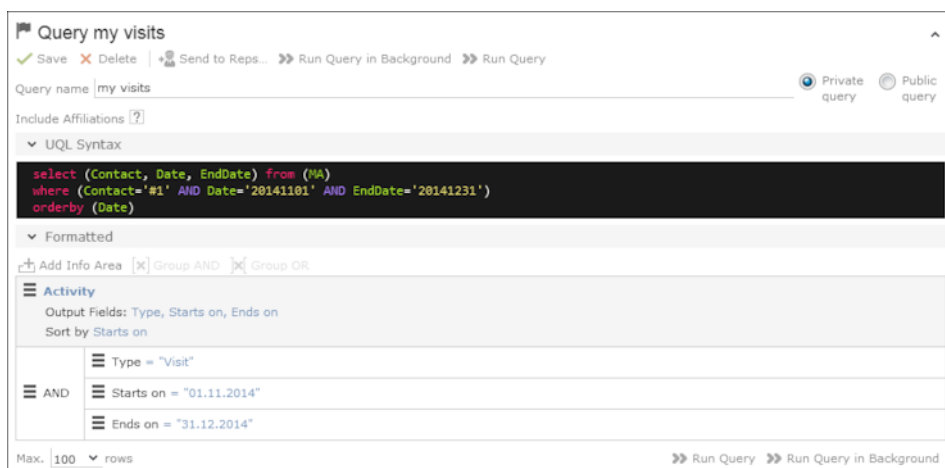 Query my visits
Save Delete Send to Reps... Run Query in Background Run Query
Query name my visits Private query Public query
Include Affiliations ?
UQL Syntax
select (Contact, Date, EndDate) from (MA)
where (Contact='#1' AND Date='20141101' AND EndDate='20141231')
orderby (Date)
Formatted
Add Info Area Group AND Group OR
Activity
Output Fields: Type, Starts on, Ends on
Sort by Starts on
Type = "Visit"
AND Starts on = "01.11.2014"
Ends on = "31.12.2014"
Max. 100 rows Run Query Run Query in Background